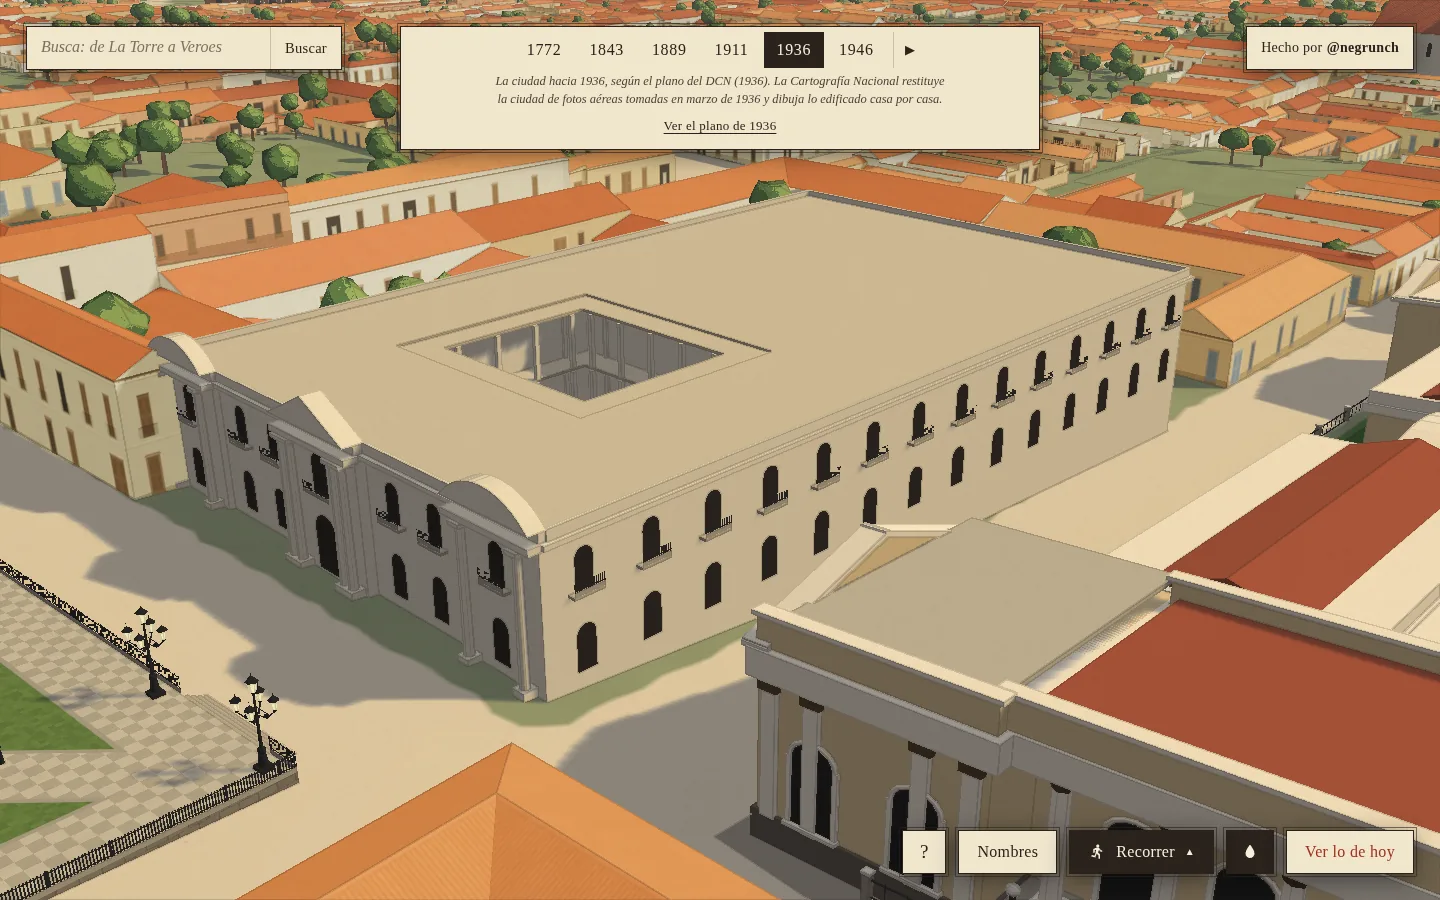 Busca: de La Torre a Veroes
Buscar
1772 1843 1889 1911 1936 1946 ▶
La ciudad hacia 1936, según el plano del DCN (1936). La Cartografía Nacional restituye
la ciudad de fotos aéreas tomadas en marzo de 1936 y dibuja lo edificado casa por casa.
Ver el plano de 1936
Hecho por @negrunch
?
Nombres
Recorrer ▲
Ver lo de hoy